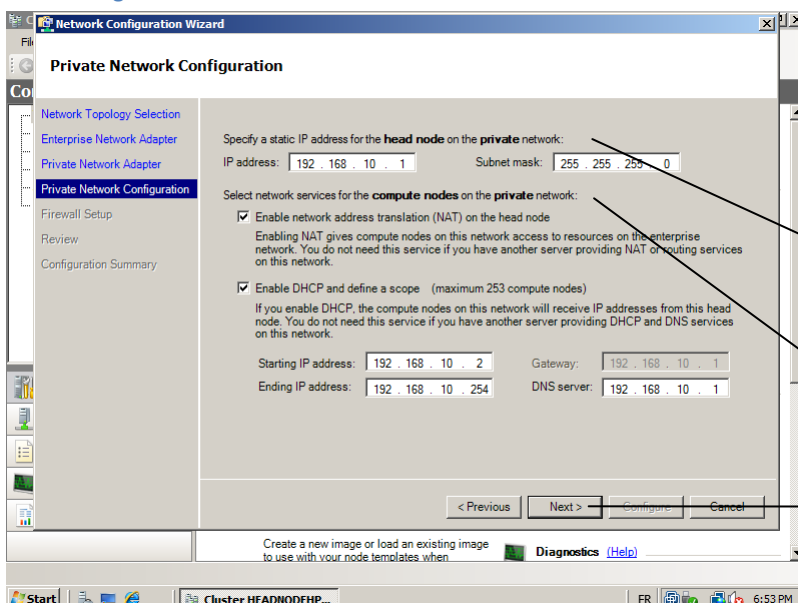 Network Configuration Wizard
Private Network Configuration
Network Topology Selection
Enterprise Network Adapter
Private Network Adapter
Private Network Configuration
Firewall Setup
Review
Configuration Summary
Specify a static IP address for the head node on the private network:
IP address: 192 . 168 . 10 . 1 Subnet mask: 255 . 255 . 255 . 0
Select network services for the compute nodes on the private network:
Enable network address translation (NAT) on the head node
Enabling NAT gives compute nodes on this network access to resources on the enterprise
network. You do not need this service if you have another server providing NAT or routing services
on this network.
Enable DHCP and define a scope (maximum 253 compute nodes)
If you enable DHCP, the compute nodes on this network will receive IP addresses from this head
node. You do not need this service if you have another server providing DHCP and DNS services
on this network.
Starting IP address: 192 . 168 . 10 . 2 Gateway: 192 . 168 . 10 . 1
Ending IP address: 192 . 168 . 10 . 254 DNS server: 192 . 168 . 10 . 1
< Previous Next > Configure Cancel
Create a new image or load an existing image
to use with your node templates when
Diagnostics (Help)
Start Cluster HEADNODEHP... FR 6:53 PM